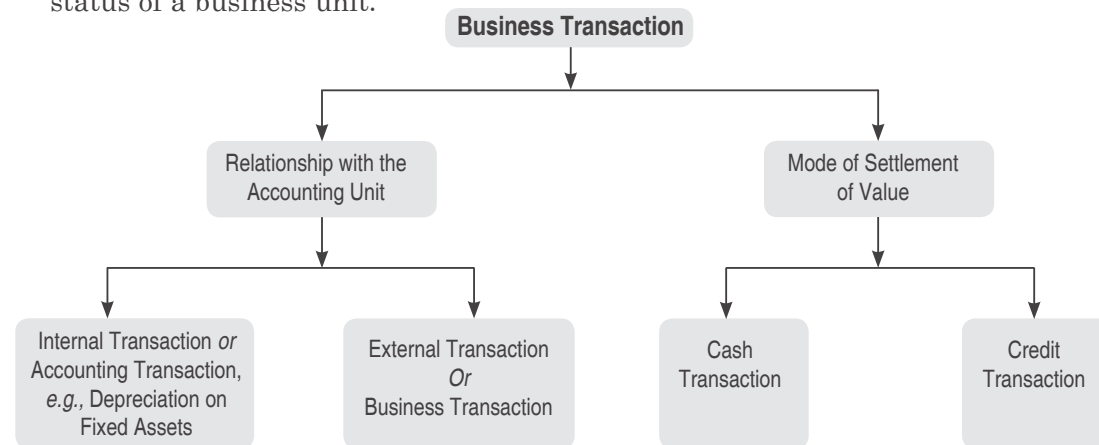 status of a business unit.
Business Transaction
Relationship with the
Accounting Unit
Mode of Settlement
of Value
Internal Transaction or
Accounting Transaction,
e.g., Depreciation on
Fixed Assets
External Transaction
Or
Business Transaction
Cash
Transaction
Credit
Transaction